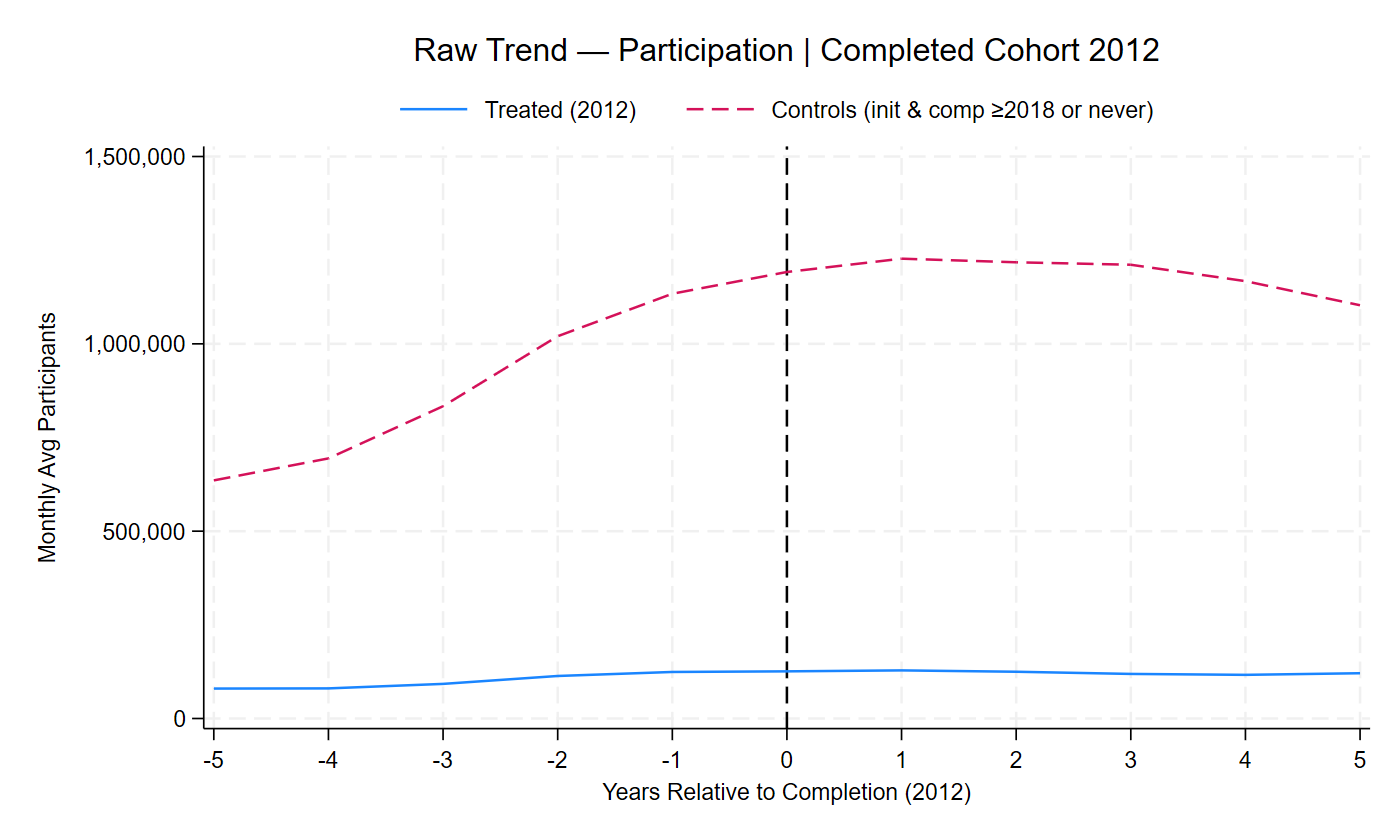 Raw Trend — Participation | Completed Cohort 2012
Treated (2012)
Controls (init & comp ≥2018 or never)
1,500,000
1,000,000
500,000
0
Monthly Avg Participants
-5 -4 -3 -2 -1 0 1 2 3 4 5
Years Relative to Completion (2012)